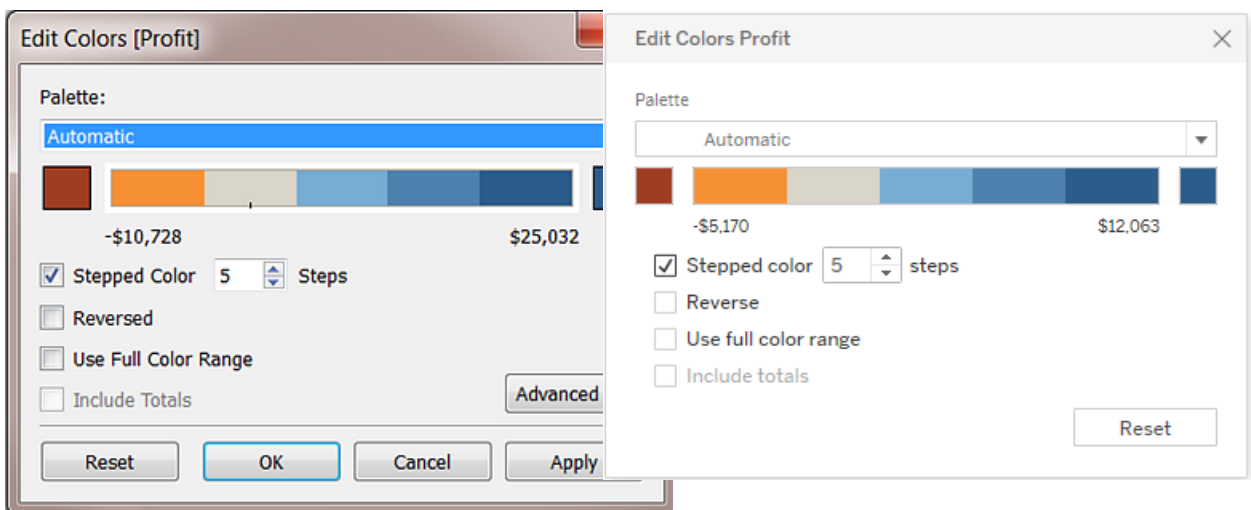 Edit Colors [Profit]
Palette:
Automatic
-$10,728 $25,032
Stepped Color 5 Steps
Reversed
Use Full Color Range
Include Totals
Advanced
Reset OK Cancel Apply
Edit Colors Profit
Palette
Automatic
-$5,170 $12,063
Stepped color 5 steps
Reverse
Use full color range
Include totals
Reset